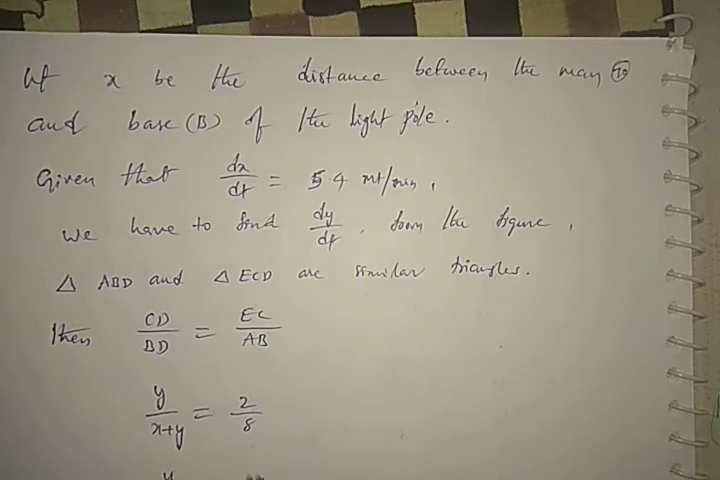 let x be the distance between the man
and base (B) of the light pole.
Given that dx/dt = 5.4 mt/min,
we have to find dy/dt, from the figure,
△ ABD and △ ECD are similar triangles.
then CD/BD = EC/AB
y/x+y = 2/8